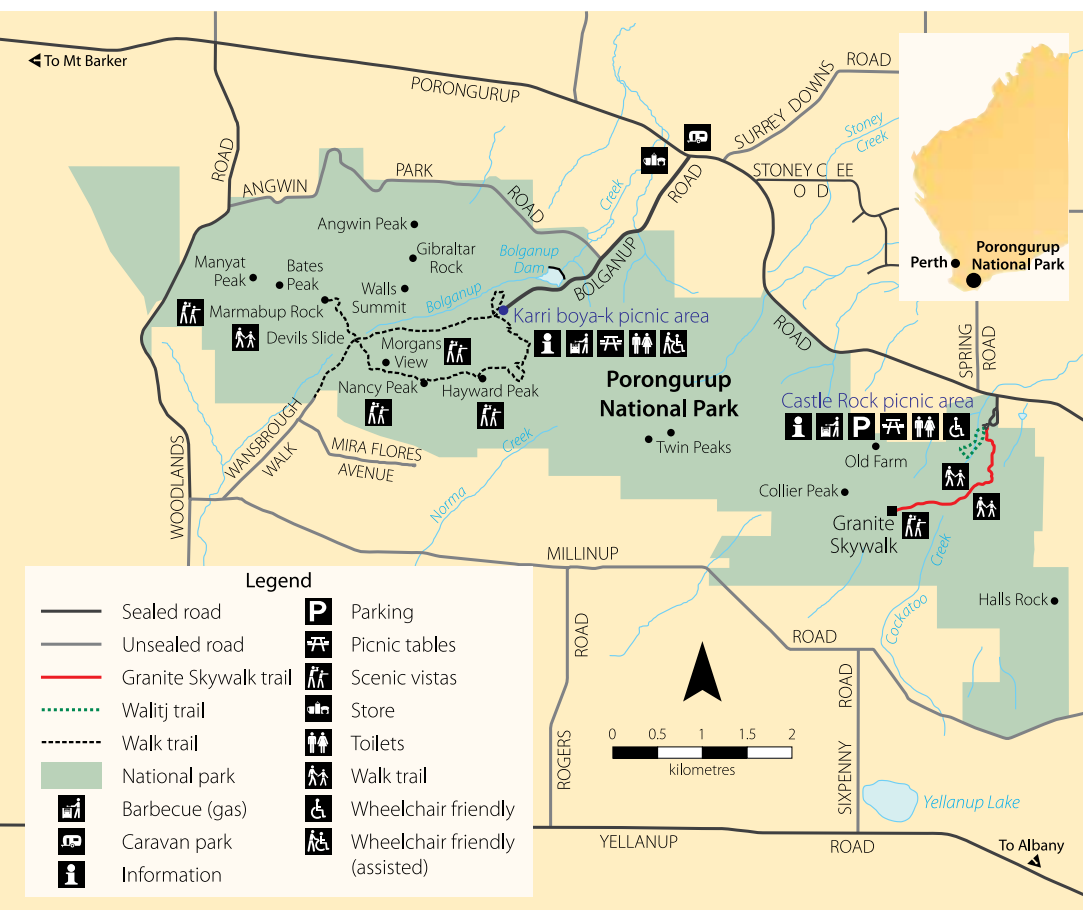 To Mt Barker
PORONGURUP
ROAD
SURREY DOWNS
ROAD
Stoney
Creek
STONEY C EE
O D
ROAD
ANGWIN
PARK
ROAD
Creek
ROAD
BOLGANUP
Angwin Peak
Gibraltar
Rock
Bolganup
Dam
Manyat
Peak
Bates
Peak
Walls
Summit
Bolganup
Marmabup Rock
Devils Slide
Morgans
View
Nancy Peak
Hayward Peak
Karri boya-k picnic area
Porongurup
National Park
Twin Peaks
ROAD
SPRING
ROAD
Castle Rock picnic area
Old Farm
Collier Peak
Granite
Skywalk
Creek
Cockatoo
Halls Rock
Perth
Porongurup
National Park
WOODLANDS
WANSBROUGH
WALK
MIRA FLORES
AVENUE
Norma
Creek
MILLINUP
ROAD
ROGERS
ROAD
SIXPENNY
ROAD
Yellanup Lake
YELLANUP
ROAD
To Albany
0 0.5 1 1.5 2
kilometres
Legend
Sealed road
Unsealed road
Granite Skywalk trail
Walitj trail
Walk trail
National park
Barbecue (gas)
Caravan park
Information
P
Parking
Picnic tables
Scenic vistas
Store
Toilets
Walk trail
Wheelchair friendly
Wheelchair friendly
(assisted)